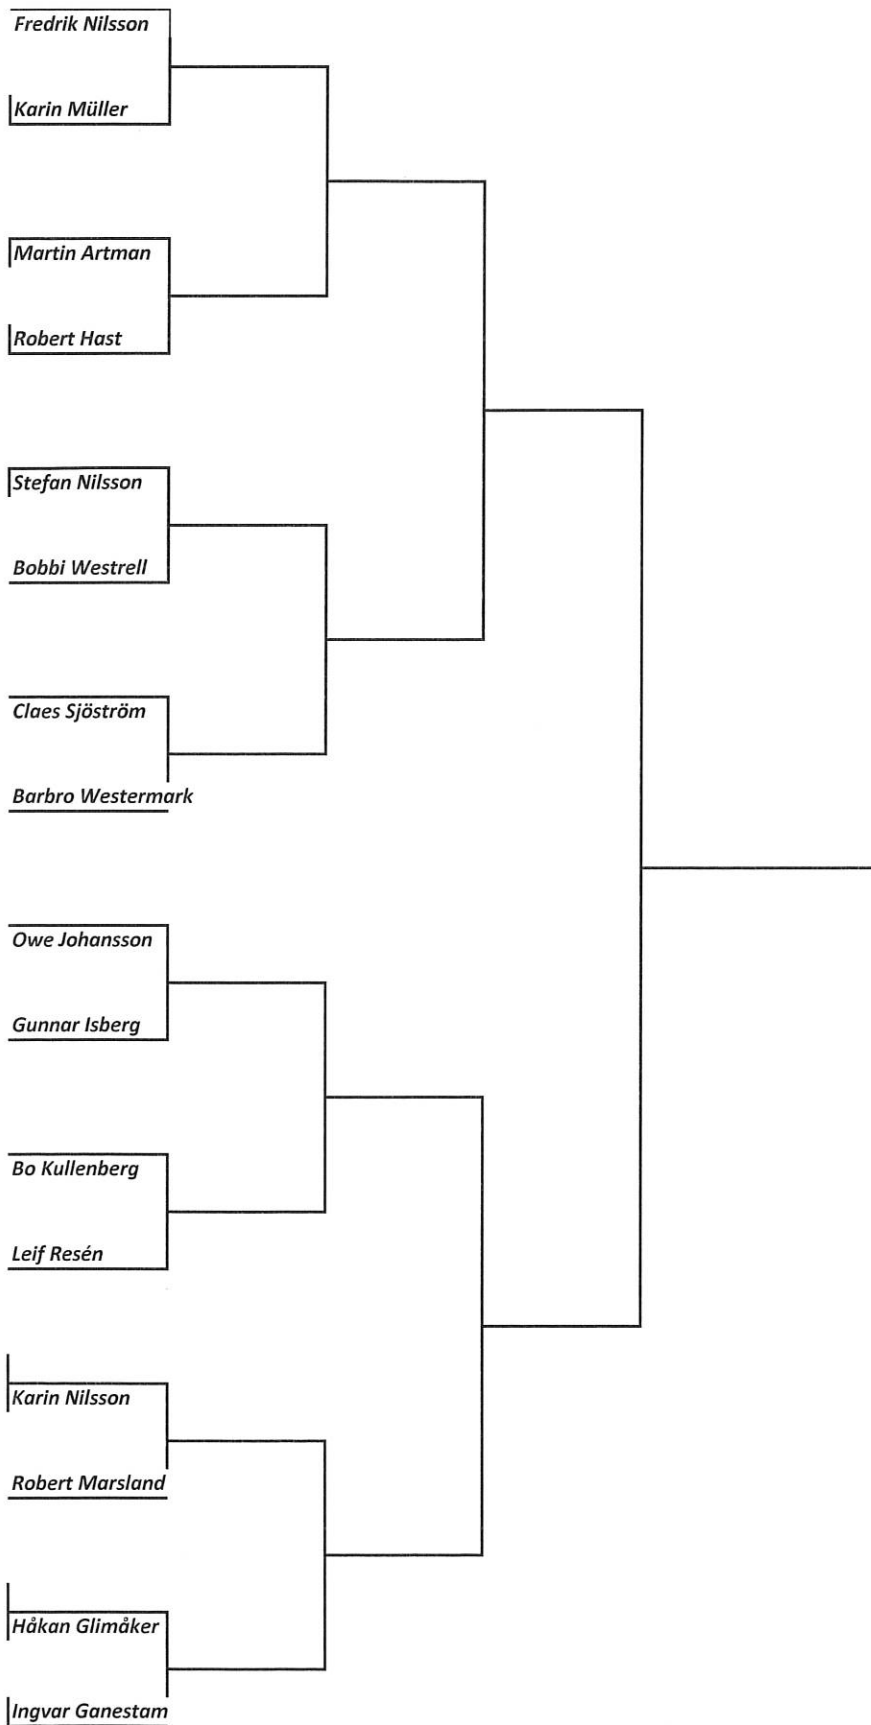 Fredrik Nilsson
Karin Müller
Martin Artman
Robert Hast
Stefan Nilsson
Bobbi Westrell
Claes Sjöström
Barbro Westermark
Owe Johansson
Gunnar Isberg
Bo Kullenberg
Leif Resén
Karin Nilsson
Robert Marsland
Håkan Glimåker
Ingvar Ganestam